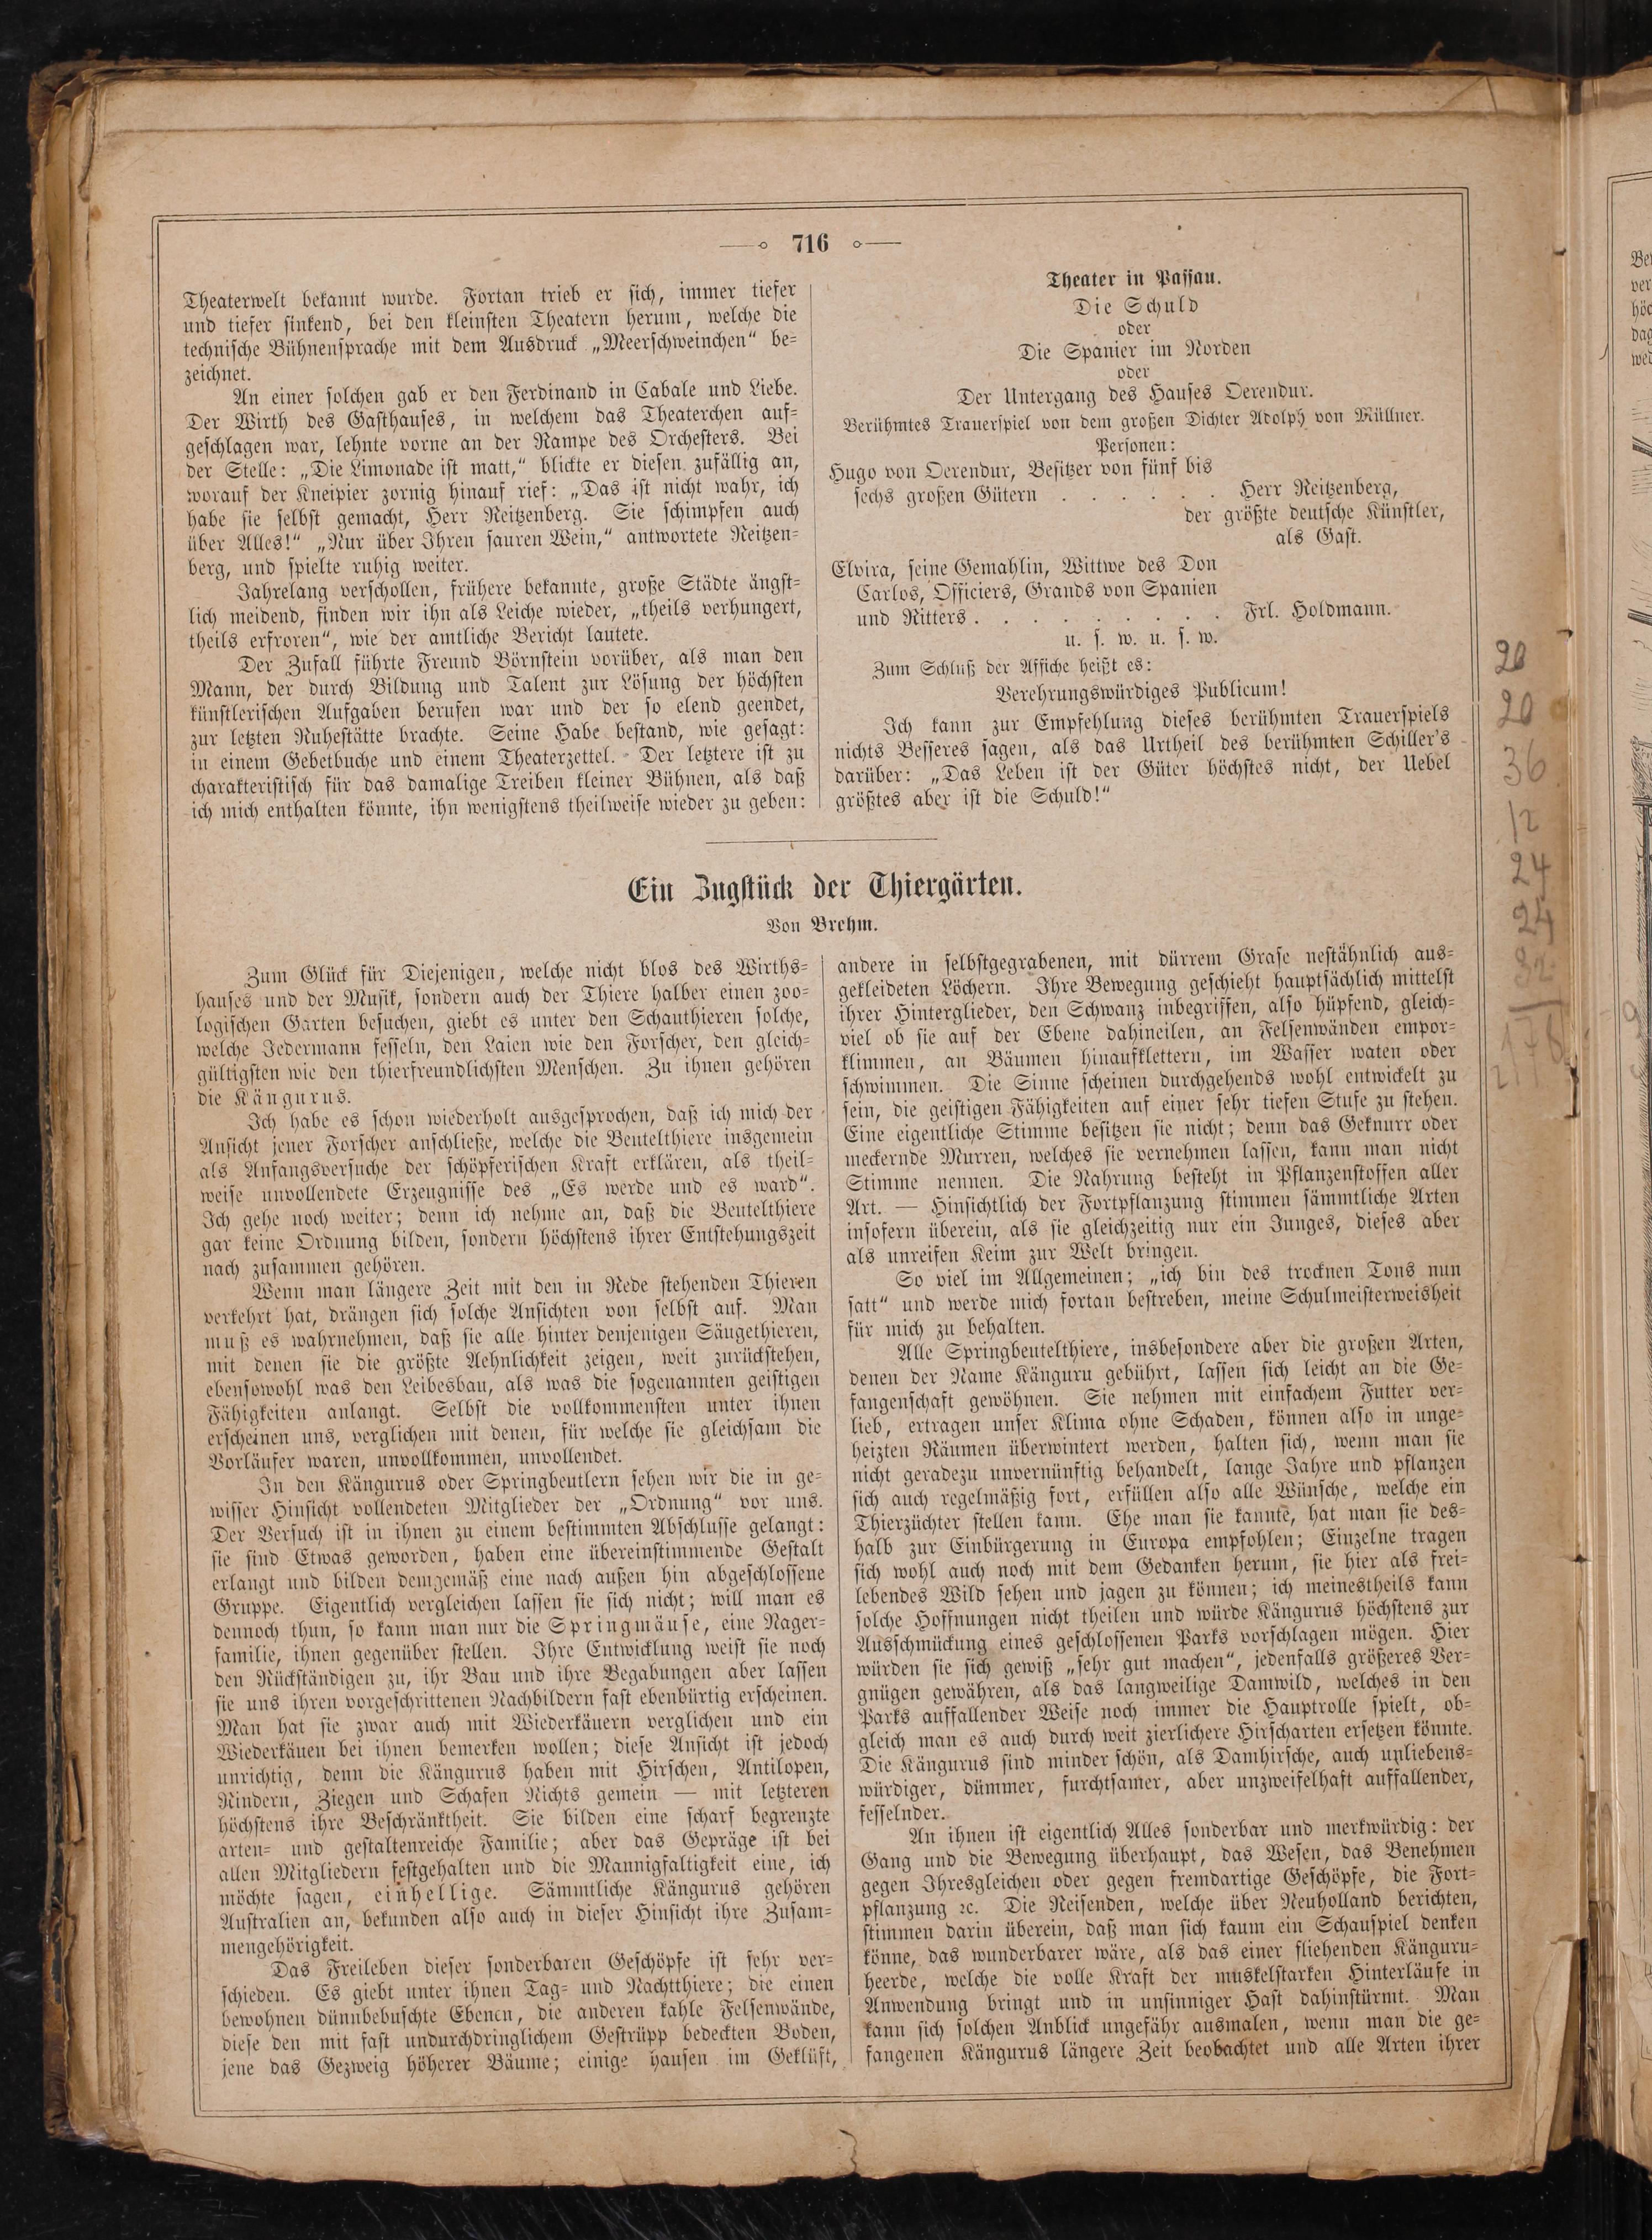 716
Theaterwelt bekannt wurde. Fortan trieb er sich, immer tiefer
und tiefer sinkend, bei den kleinsten Theatern herum, welche die
technische Bühnensprache mit dem Ausdruck „Meerschweinchen“ be=
zeichnet.
An einer solchen gab er den Ferdinand in Cabale und Liebe.
Der Wirth des Gasthauses, in welchem das Theaterchen auf=
geschlagen war, lehnte vorne an der Rampe des Orchesters. Bei
der Stelle: „Die Limonade ist matt,“ blickte er diesen zufällig an,
worauf der Kneipier zornig hinauf rief: „Das ist nicht wahr, ich
habe sie selbst gemacht, Herr Reitzenberg. Sie schimpfen auch
über Alles!“ „Nur über Ihren sauren Wein,“ antwortete Reitzen=
berg, und spielte ruhig weiter.
Jahrelang verschollen, frühere bekannte, große Städte ängst=
lich meidend, finden wir ihn als Leiche wieder, „theils verhungert,
theils erfroren“, wie der amtliche Bericht lautete.
Der Zufall führte Freund Börnstein vorüber, als man den
Mann, der durch Bildung und Talent zur Lösung der höchsten
künstlerischen Aufgaben berufen war und der so elend geendet,
zur letzten Ruhestätte brachte. Seine Habe bestand, wie gesagt:
in einem Gebetbuche und einem Theaterzettel. Der letztere ist zu
charakteristisch für das damalige Treiben kleiner Bühnen, als daß
ich mich enthalten könnte, ihn wenigstens theilweise wieder zu geben:
Theater in Passau.
Die Schuld
oder
Die Spanier im Norden
oder
Der Untergang des Hauses Oerendur.
Berühmtes Trauerspiel von dem großen Dichter Adolph von Müllner.
Personen:
Hugo von Oerendur, Besitzer von fünf bis
sechs großen Gütern . . . . . . Herr Reitzenberg,
der größte deutsche Künstler,
als Gast.
Elvira, seine Gemahlin, Wittwe des Don
Carlos, Officiers, Grands von Spanien
und Ritters . . . . . . . . . Frl. Holdmann.
u. s. w. u. s. w.
Zum Schluß der Affiche heißt es:
Verehrungswürdiges Publicum!
Ich kann zur Empfehlung dieses berühmten Trauerspiels
nichts Besseres sagen, als das Urtheil des berühmten Schiller's
darüber: „Das Leben ist der Güter höchstes nicht, der Uebel
größtes aber ist die Schuld!“
Ein Zugstück der Thiergärten.
Von Brehm.
Zum Glück für Diejenigen, welche nicht blos des Wirths=
hauses und der Musik, sondern auch der Thiere halber einen zoo=
logischen Garten besuchen, giebt es unter den Schauthieren solche,
welche Jedermann fesseln, den Laien wie den Forscher, den gleich=
gültigsten wie den thierfreundlichsten Menschen. Zu ihnen gehören
die Kängurus.
Ich habe es schon wiederholt ausgesprochen, daß ich mich der
Ansicht jener Forscher anschließe, welche die Beutelthiere insgemein
als Anfangsversuche der schöpferischen Kraft erklären, als theil=
weise unvollendete Erzeugnisse des „Es werde und es ward“.
Ich gehe noch weiter; denn ich nehme an, daß die Beutelthiere
gar keine Ordnung bilden, sondern höchstens ihrer Entstehungszeit
nach zusammen gehören.
Wenn man längere Zeit mit den in Rede stehenden Thieren
verkehrt hat, drängen sich solche Ansichten von selbst auf. Man
muß es wahrnehmen, daß sie alle hinter denjenigen Säugethieren,
mit denen sie die größte Aehnlichkeit zeigen, weit zurückstehen,
ebensowohl was den Leibesbau, als was die sogenannten geistigen
Fähigkeiten anlangt. Selbst die vollkommensten unter ihnen
erscheinen uns, verglichen mit denen, für welche sie gleichsam die
Vorläufer waren, unvollkommen, unvollendet.
In den Kängurus oder Springbeutlern sehen wir die in ge=
wisser Hinsicht vollendeten Mitglieder der „Ordnung“ vor uns.
Der Versuch ist in ihnen zu einem bestimmten Abschlusse gelangt:
sie sind Etwas geworden, haben eine übereinstimmende Gestalt
erlangt und bilden demgemäß eine nach außen hin abgeschlossene
Gruppe. Eigentlich vergleichen lassen sie sich nicht; will man es
dennoch thun, so kann man nur die Springmäuse, eine Nager=
familie, ihnen gegenüber stellen. Ihre Entwicklung weist sie noch
den Rückständigen zu, ihr Bau und ihre Begabungen aber lassen
sie uns ihren vorgeschrittenen Nachbildern fast ebenbürtig erscheinen.
Man hat sie zwar auch mit Wiederkäuern verglichen und ein
Wiederkäuen bei ihnen bemerken wollen; diese Ansicht ist jedoch
unrichtig, denn die Kängurus haben mit Hirschen, Antilopen,
Rindern, Ziegen und Schafen Nichts gemein — mit letzteren
höchstens ihre Beschränktheit. Sie bilden eine scharf begrenzte
arten= und gestaltenreiche Familie; aber das Gepräge ist bei
allen Mitgliedern festgehalten und die Mannigfaltigkeit eine, ich
möchte sagen, einhellige. Sämmtliche Kängurus gehören
Australien an, bekunden also auch in dieser Hinsicht ihre Zusam=
mengehörigkeit.
Das Freileben dieser sonderbaren Geschöpfe ist sehr ver=
schieden. Es giebt unter ihnen Tag= und Nachtthiere; die einen
bewohnen dünnbebuschte Ebenen, die anderen kahle Felsenwände,
diese den mit fast undurchdringlichem Gestrüpp bedeckten Boden,
jene das Gezweig höherer Bäume; einige hausen im Geklüft,
andere in selbstgegrabenen, mit dürrem Grase nestähnlich aus=
gekleideten Löchern. Ihre Bewegung geschieht hauptsächlich mittelst
ihrer Hinterglieder, den Schwanz inbegriffen, also hüpfend, gleich=
viel ob sie auf der Ebene dahineilen, an Felsenwänden empor=
klimmen, an Bäumen hinaufklettern, im Wasser waten oder
schwimmen. Die Sinne scheinen durchgehends wohl entwickelt zu
sein, die geistigen Fähigkeiten auf einer sehr tiefen Stufe zu stehen.
Eine eigentliche Stimme besitzen sie nicht; denn das Geknurr oder
meckernde Murren, welches sie vernehmen lassen, kann man nicht
Stimme nennen. Die Nahrung besteht in Pflanzenstoffen aller
Art. — Hinsichtlich der Fortpflanzung stimmen sämmtliche Arten
insofern überein, als sie gleichzeitig nur ein Junges, dieses aber
als unreifen Keim zur Welt bringen.
So viel im Allgemeinen; „ich bin des trocknen Tons nun
satt“ und werde mich fortan bestreben, meine Schulmeisterweisheit
für mich zu behalten.
Alle Springbeutelthiere, insbesondere aber die großen Arten,
denen der Name Känguru gebührt, lassen sich leicht an die Ge=
fangenschaft gewöhnen. Sie nehmen mit einfachem Futter ver=
lieb, ertragen unser Klima ohne Schaden, können also in unge=
heizten Räumen überwintert werden, halten sich, wenn man sie
nicht geradezu unvernünftig behandelt, lange Jahre und pflanzen
sich auch regelmäßig fort, erfüllen also alle Wünsche, welche ein
Thierzüchter stellen kann. Ehe man sie kannte, hat man sie des=
halb zur Einbürgerung in Europa empfohlen; Einzelne tragen
sich wohl auch noch mit dem Gedanken herum, sie hier als frei=
lebendes Wild sehen und jagen zu können; ich meinestheils kann
solche Hoffnungen nicht theilen und würde Kängurus höchstens zur
Ausschmückung eines geschlossenen Parks vorschlagen mögen. Hier
würden sie sich gewiß „sehr gut machen“, jedenfalls größeres Ver=
gnügen gewähren, als das langweilige Damwild, welches in den
Parks auffallender Weise noch immer die Hauptrolle spielt, ob=
gleich man es auch durch weit zierlichere Hirscharten ersetzen könnte.
Die Kängurus sind minder schön, als Damhirsche, auch unliebens=
würdiger, dümmer, furchtsamer, aber unzweifelhaft auffallender,
fesselnder.
An ihnen ist eigentlich Alles sonderbar und merkwürdig: der
Gang und die Bewegung überhaupt, das Wesen, das Benehmen
gegen Ihresgleichen oder gegen fremdartige Geschöpfe, die Fort=
pflanzung ꝛc. Die Reisenden, welche über Neuholland berichten,
stimmen darin überein, daß man sich kaum ein Schauspiel denken
könne, das wunderbarer wäre, als das einer fliehenden Känguru=
heerde, welche die volle Kraft der muskelstarken Hinterläufe in
Anwendung bringt und in unsinniger Hast dahinstürmt. Man
kann sich solchen Anblick ungefähr ausmalen, wenn man die ge=
fangenen Kängurus längere Zeit beobachtet und alle Arten ihrer
20
20
36
12
24
24